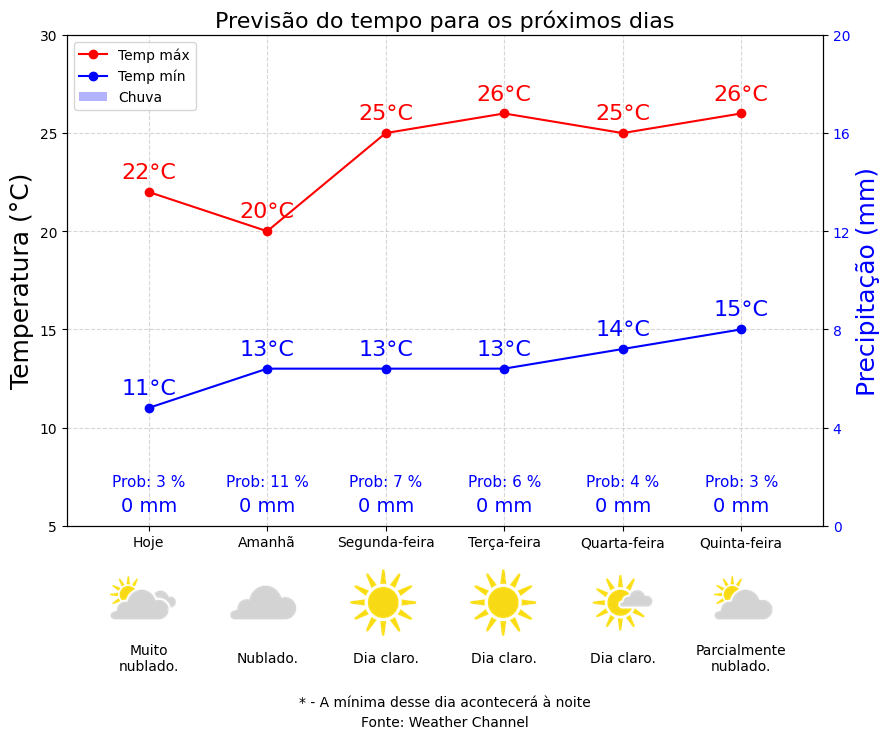 Previsão do tempo para os próximos dias
30
25
20
15
10
5
Temperatura (°C)
Temp máx
Temp mín
Chuva
22°C
20°C
25°C
26°C
25°C
26°C
11°C
13°C
13°C
13°C
14°C
15°C
Prob: 3 %
Prob: 11 %
Prob: 7 %
Prob: 6 %
Prob: 4 %
Prob: 3 %
0 mm
0 mm
0 mm
0 mm
0 mm
0 mm
20
16
12
8
4
0
Precipitação (mm)
Hoje
Amanhã
Segunda-feira
Terça-feira
Quarta-feira
Quinta-feira
Muito
nublado.
Nublado.
Dia claro.
Dia claro.
Dia claro.
Parcialmente
nublado.
* - A mínima desse dia acontecerá à noite
Fonte: Weather Channel